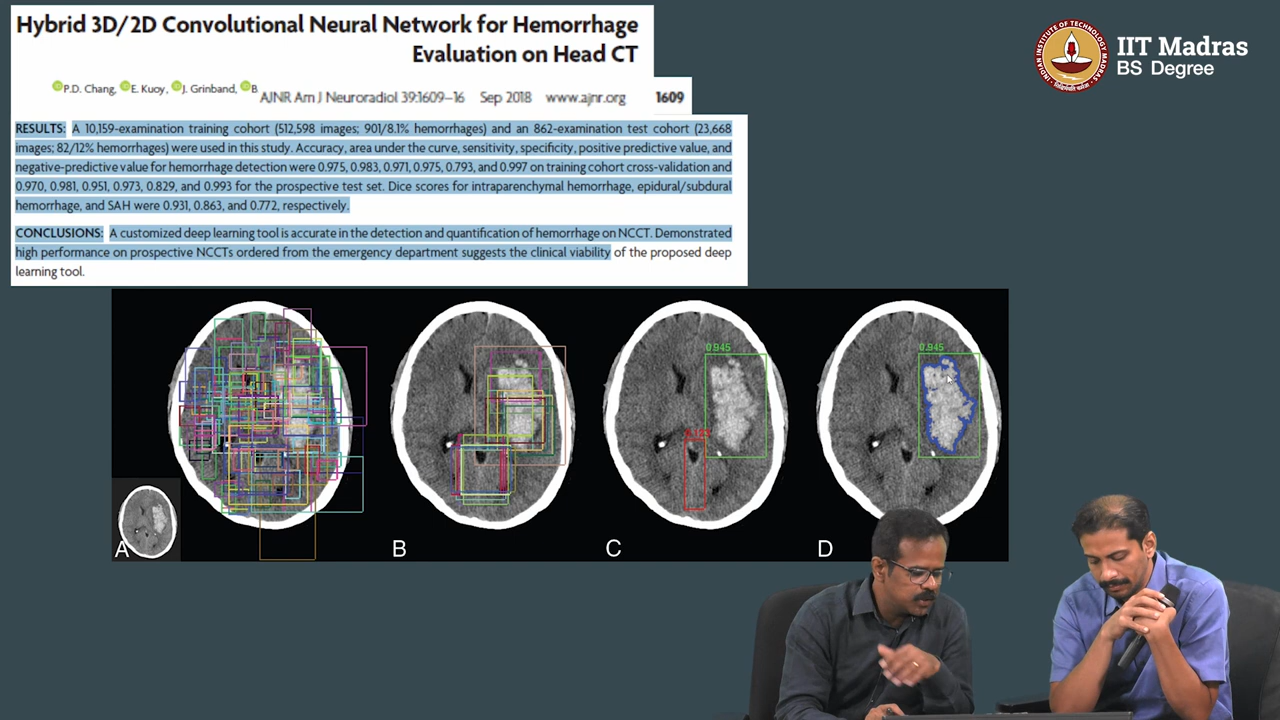 Hybrid 3D/2D Convolutional Neural Network for Hemorrhage
Evaluation on Head CT
P.D. Chang, E. Kuoy, J. Grinband, B
AJNR Am J Neuroradiol 39:1609–16 Sep 2018 www.ajnr.org 1609
RESULTS: A 10,159-examination training cohort (512,598 images; 901/8.1% hemorrhages) and an 862-examination test cohort (23,668
images; 82/12% hemorrhages) were used in this study. Accuracy, area under the curve, sensitivity, specificity, positive predictive value, and
negative-predictive value for hemorrhage detection were 0.975, 0.983, 0.971, 0.975, 0.793, and 0.997 on training cohort cross-validation and
0.970, 0.981, 0.951, 0.973, 0.829, and 0.993 for the prospective test set. Dice scores for intraparenchymal hemorrhage, epidural/subdural
hemorrhage, and SAH were 0.931, 0.863, and 0.772, respectively.
CONCLUSIONS: A customized deep learning tool is accurate in the detection and quantification of hemorrhage on NCCT. Demonstrated
high performance on prospective NCCTs ordered from the emergency department suggests the clinical viability of the proposed deep
learning tool.
IIT Madras
BS Degree
INDIAN INSTITUTE OF TECHNOLOGY MADRAS
0.945
0.945
A
B
C
D